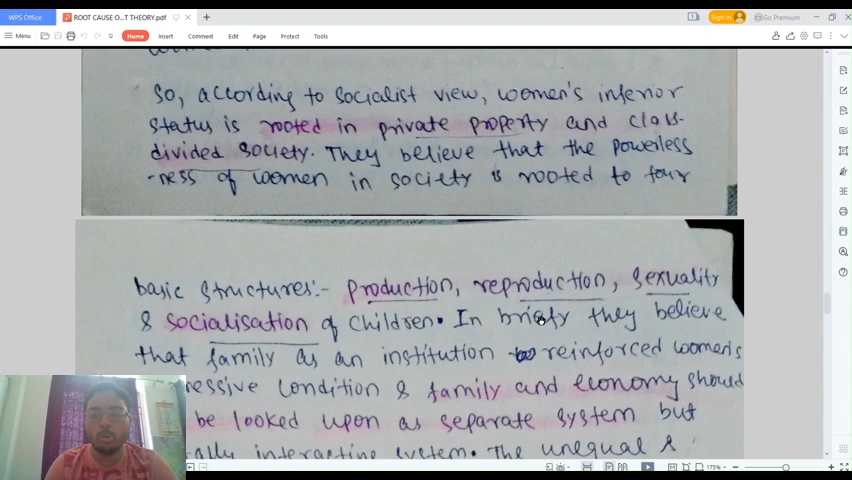 WPS Office
ROOT CAUSE O...T THEORY.pdf
Sign in
Go Premium
Menu
Home
Insert
Comment
Edit
Page
Protect
Tools
So, according to socialist view, women's inferior
status is rooted in private property and class-
divided society. They believe that the powerless
-ness of women in society is rooted to four
basic structures:- production, reproduction, sexuality
& socialisation of children. In briefly they believe
that family as an institution reinforced women's
essive condition & family and economy should
be looked upon as separate system but
ally interacting system. The unequal &
175%